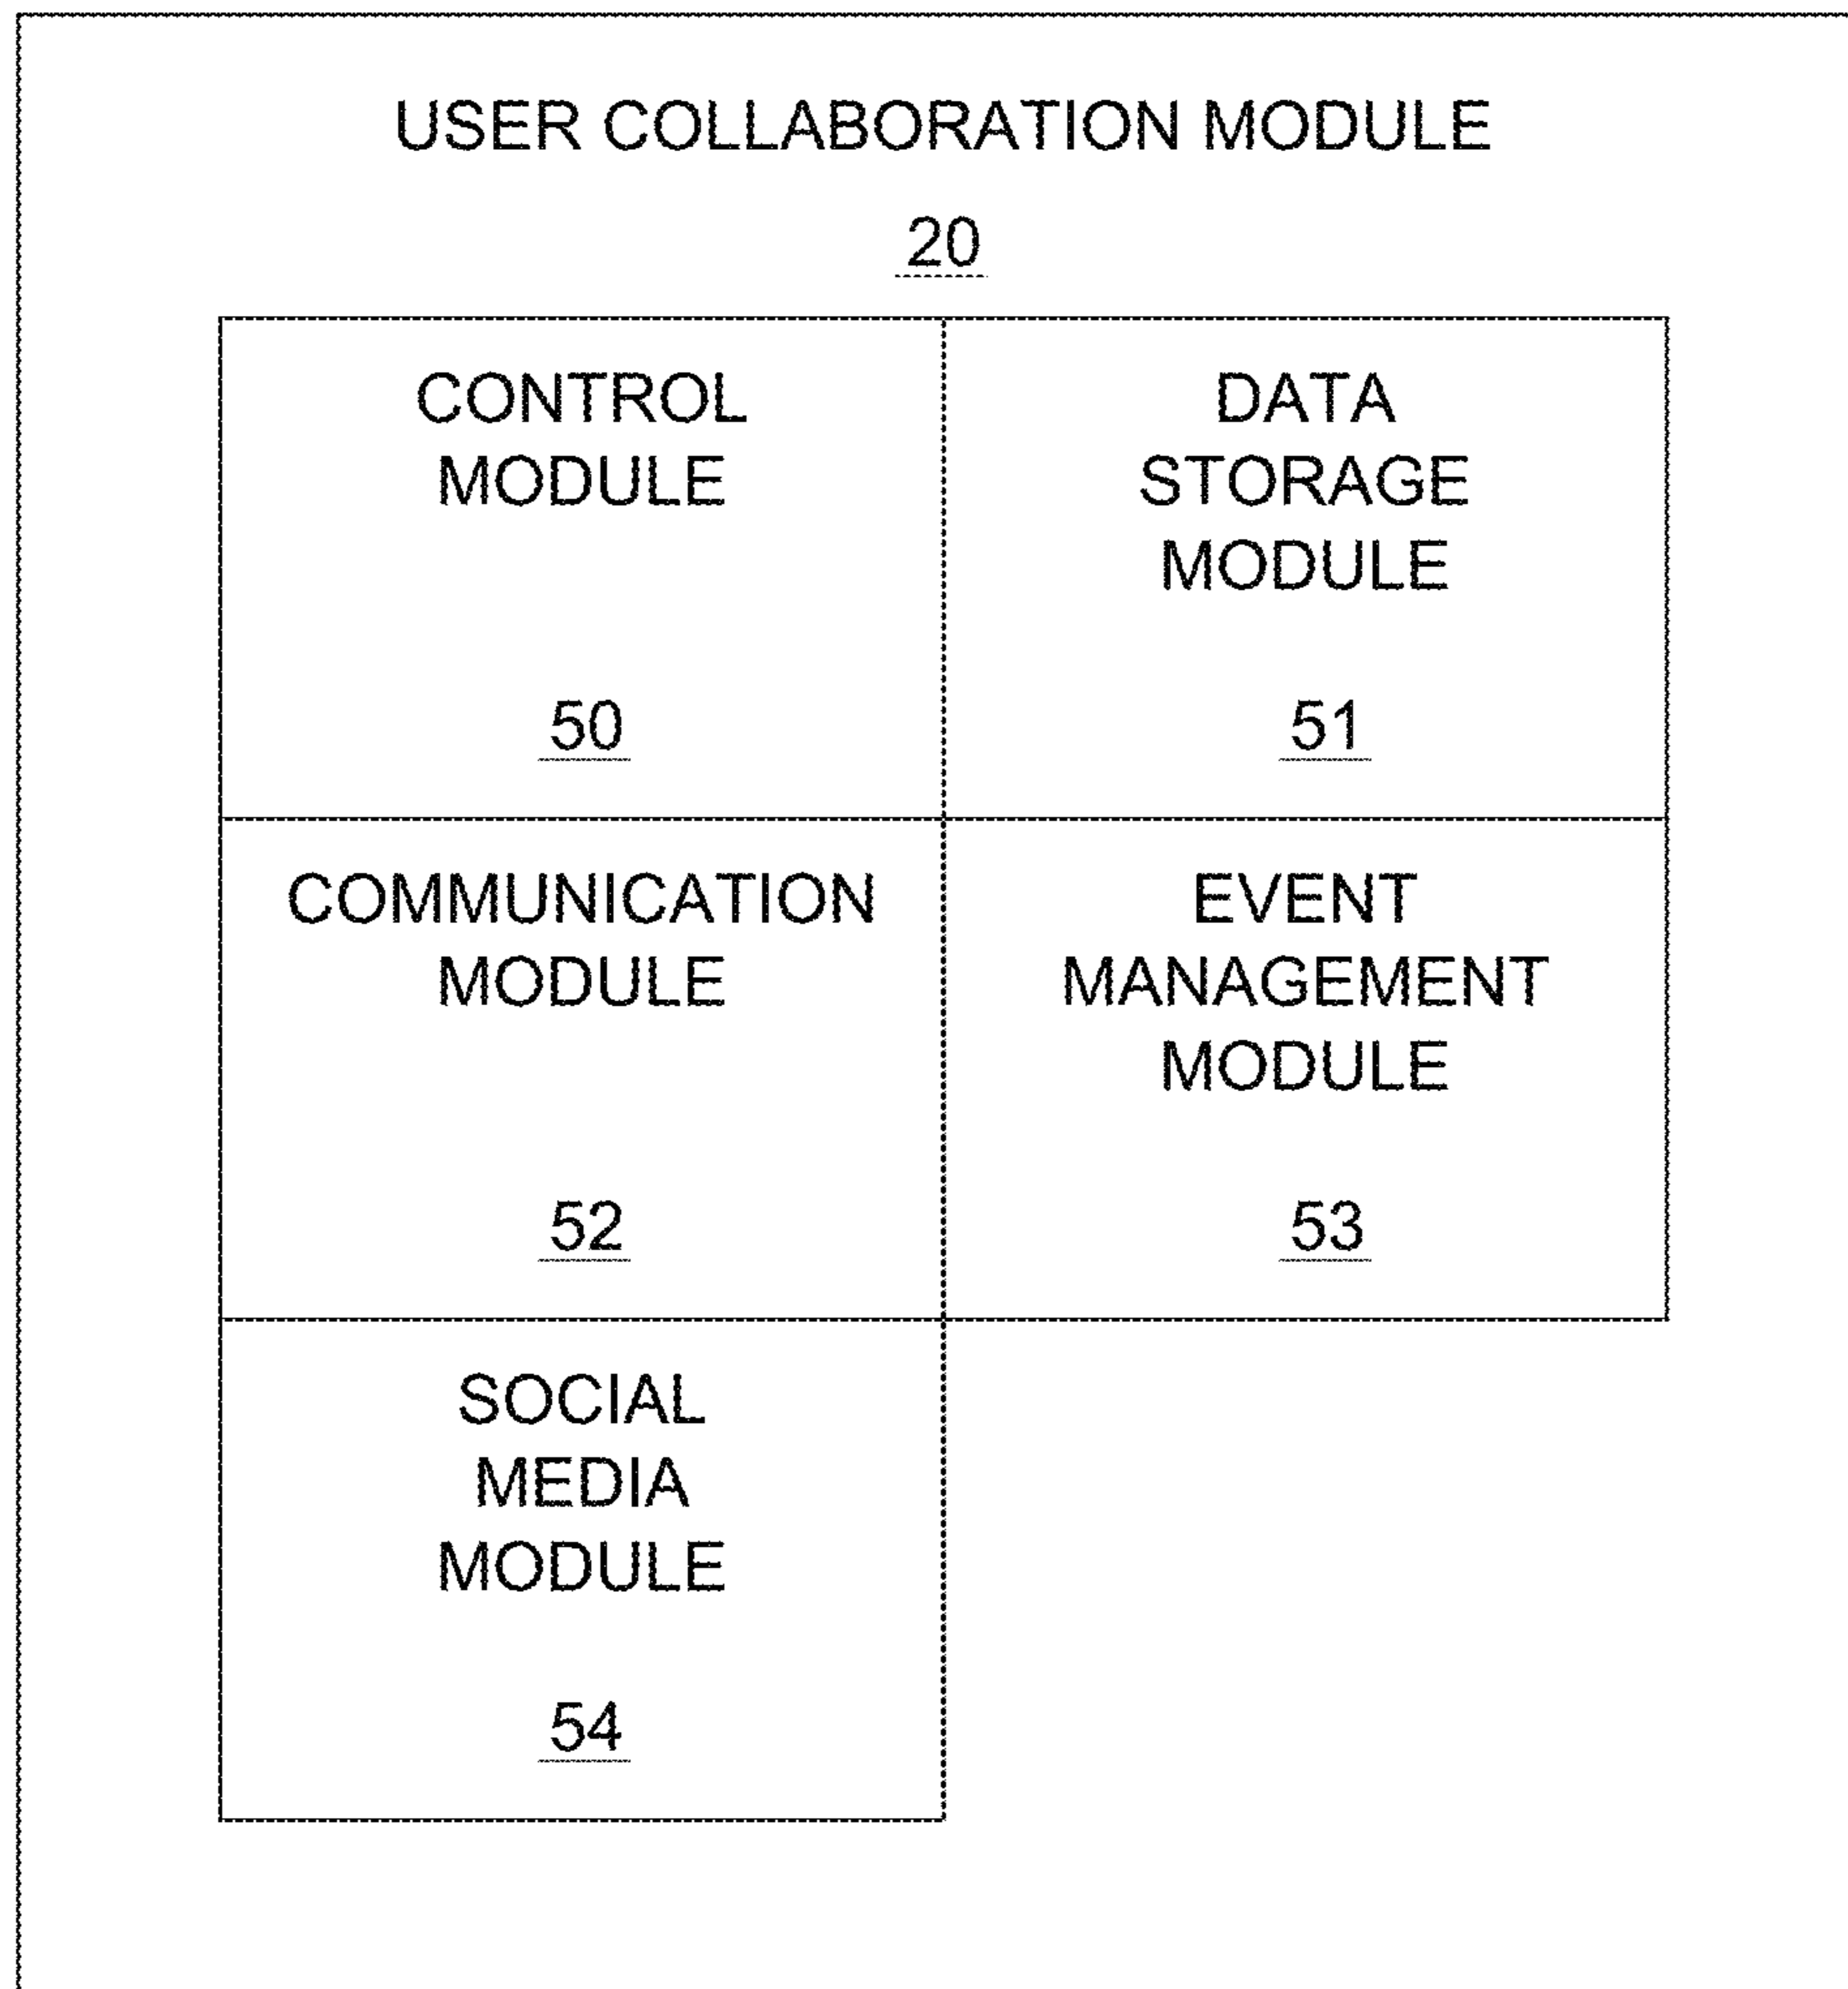 USER COLLABORATION MODULE
20
CONTROL
MODULE
50
DATA
STORAGE
MODULE
51
COMMUNICATION
MODULE
52
EVENT
MANAGEMENT
MODULE
53
SOCIAL
MEDIA
MODULE
54